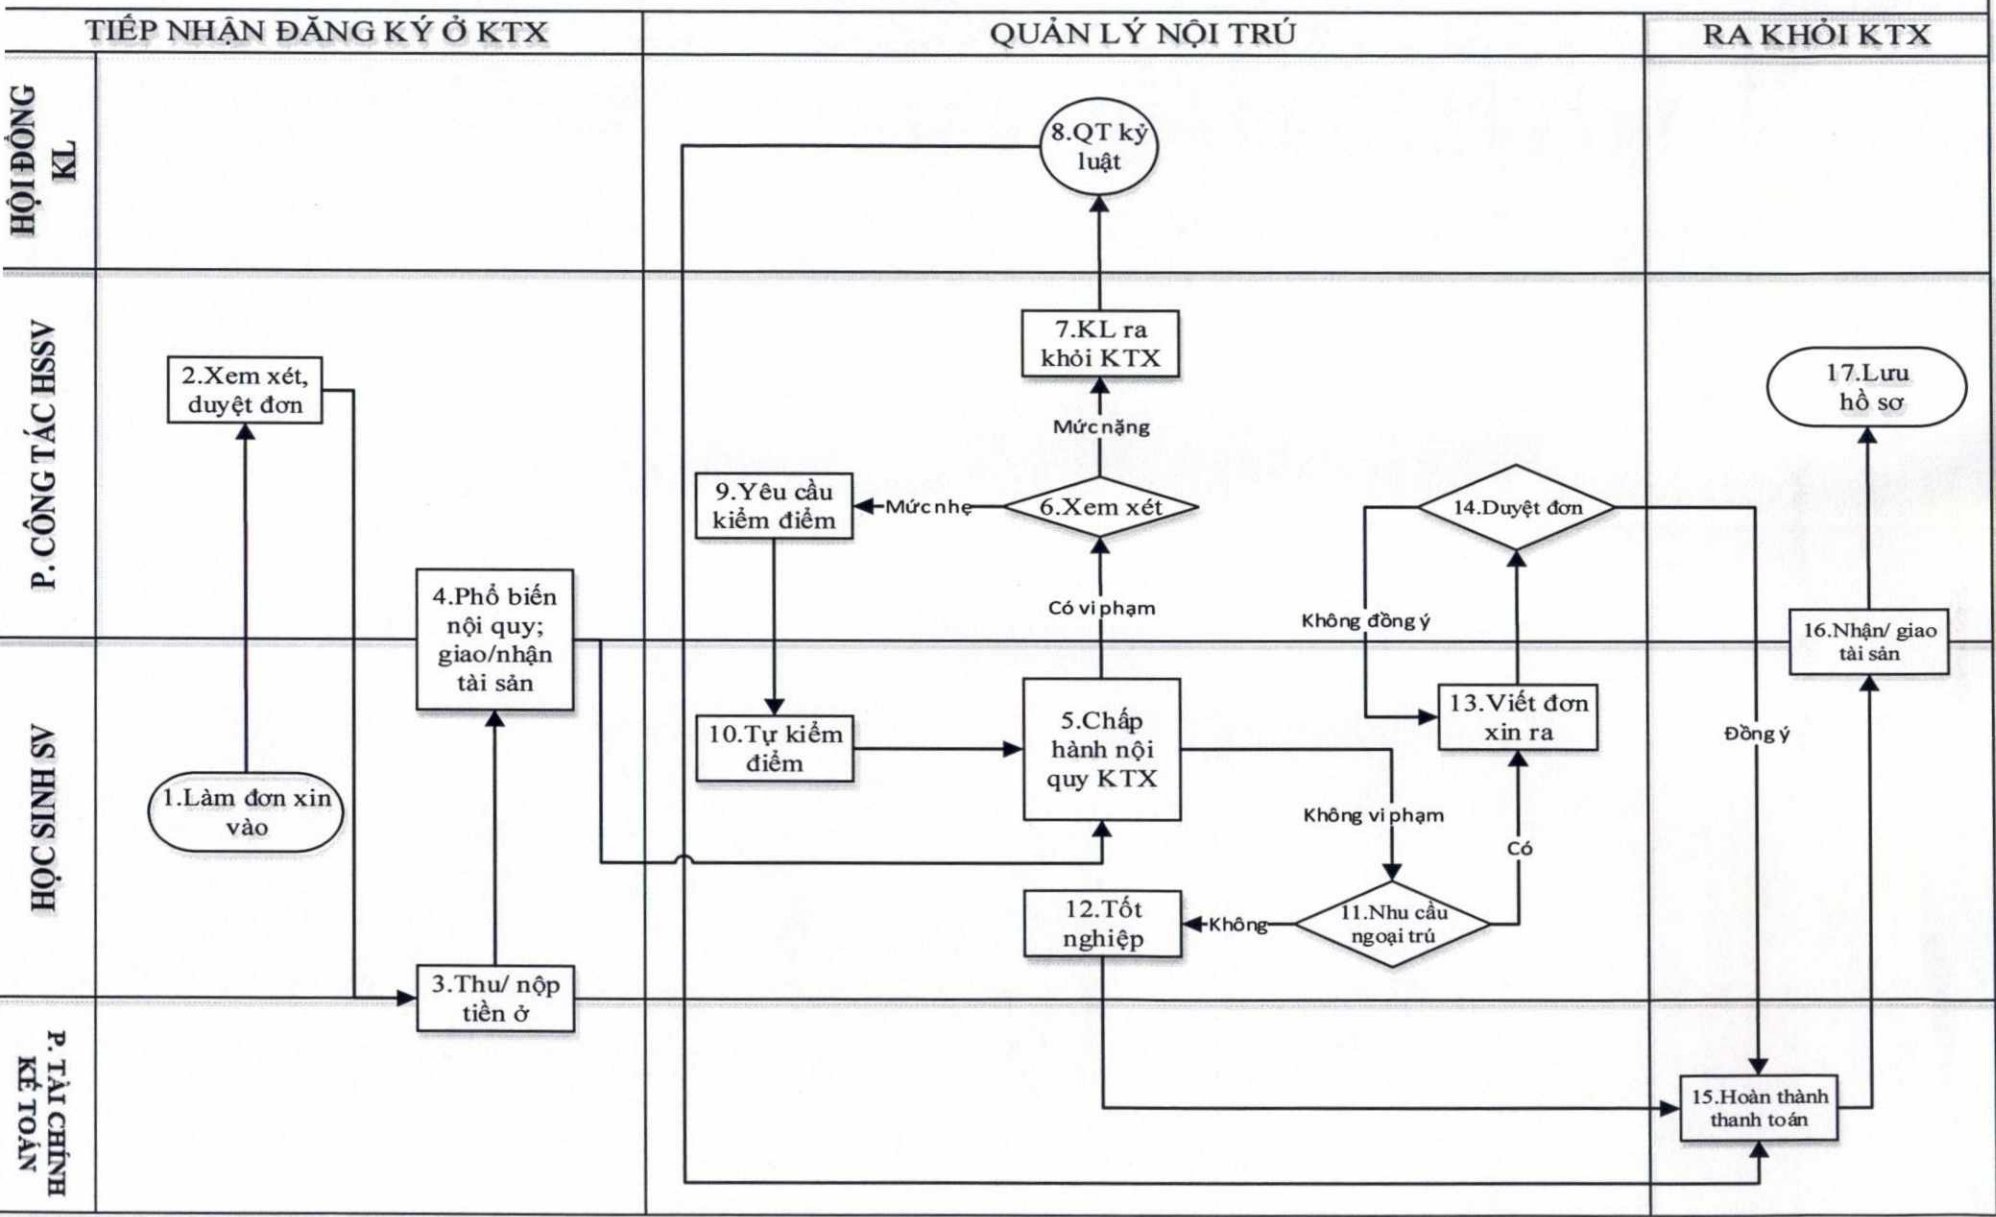 TIẾP NHẬN ĐĂNG KÝ Ở KTX
QUẢN LÝ NỘI TRÚ
RA KHỎI KTX
HỘI ĐỒNG
KL
8.QT kỷ
luật
P. CÔNG TÁC HSSV
2.Xem xét,
duyệt đơn
7.KL ra
khỏi KTX
17.Lưu
hồ sơ
Mức nặng
9.Yêu cầu
kiểm điểm
Mức nhẹ
6.Xem xét
14.Duyệt đơn
4.Phổ biến
nội quy;
giao/nhận
tài sản
Có vi phạm
Không đồng ý
16.Nhận/ giao
tài sản
HỌC SINH SV
1.Làm đơn xin
vào
10.Tự kiểm
điểm
5.Chấp
hành nội
quy KTX
13.Viết đơn
xin ra
Đồng ý
Không vi phạm
Có
12.Tốt
nghiệp
Không
11.Nhu cầu
ngoại trú
3.Thu/ nộp
tiền ở
P. TÀI CHÍNH
KẾ TOÁN
15.Hoàn thành
thanh toán